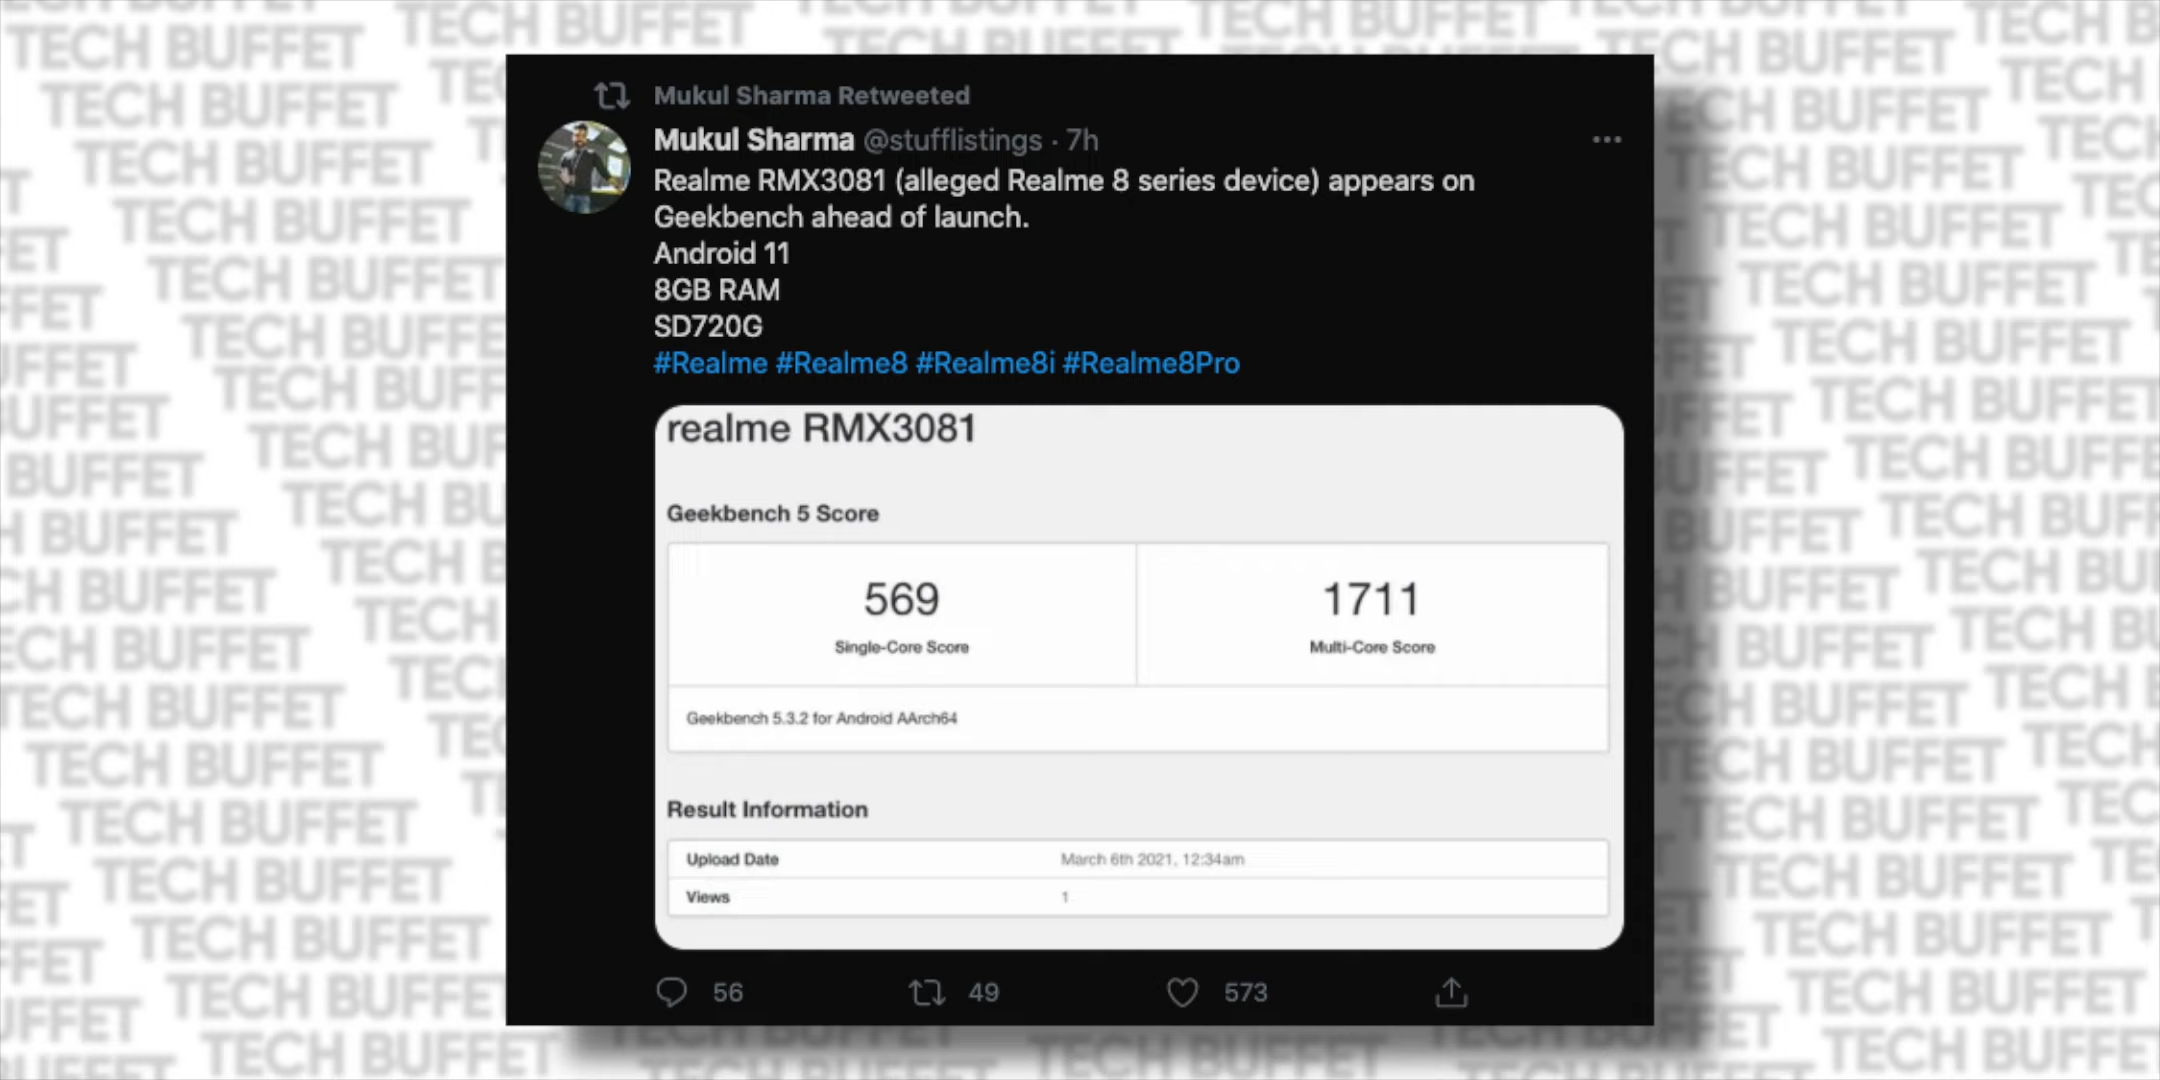 Mukul Sharma Retweeted
Mukul Sharma @stufflistings · 7h
Realme RMX3081 (alleged Realme 8 series device) appears on
Geekbench ahead of launch.
Android 11
8GB RAM
SD720G
#Realme #Realme8 #Realme8i #Realme8Pro
realme RMX3081
Geekbench 5 Score
569 1711
Single-Core Score Multi-Core Score
Geekbench 5.3.2 for Android AArch64
Result Information
Upload Date March 6th 2021, 12:34am
Views 1
56 49 573
TECH BUFFET